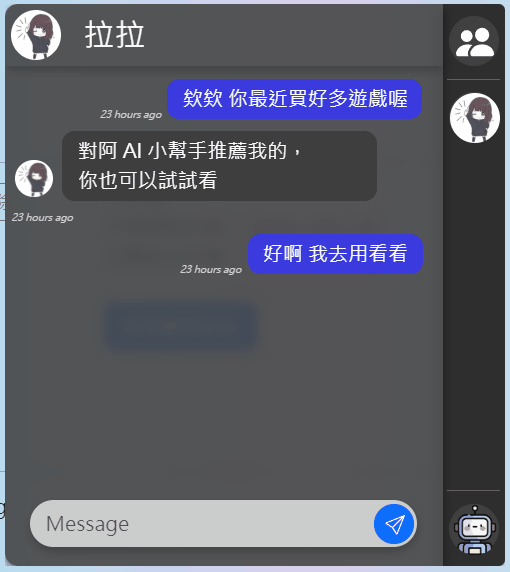 拉拉
欸欸 你最近買好多遊戲喔
23 hours ago
對阿 AI 小幫手推薦我的，
你也可以試試看
23 hours ago
好啊 我去用看看
23 hours ago
Message